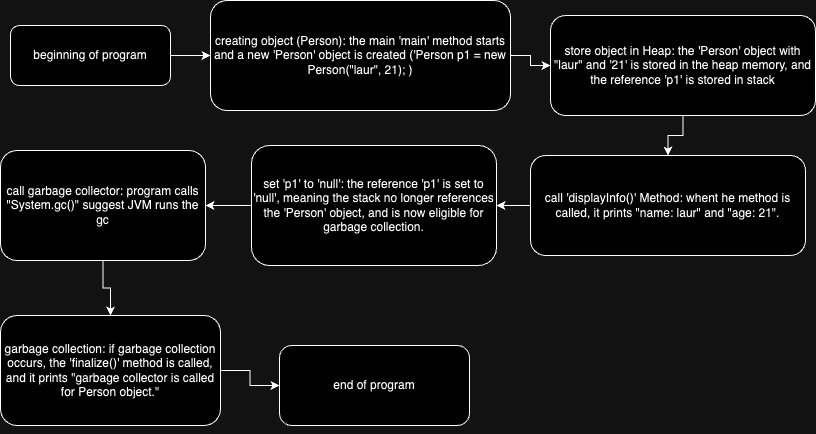 beginning of program
creating object (Person): the main 'main' method starts
and a new 'Person' object is created ('Person p1 = new
Person("laur", 21); )
store object in Heap: the 'Person' object with
"laur" and '21' is stored in the heap memory, and
the reference 'p1' is stored in stack
call 'displayInfo()' Method: whent he method is
called, it prints "name: laur" and "age: 21".
set 'p1' to 'null': the reference 'p1' is set to
'null', meaning the stack no longer references
the 'Person' object, and is now eligible for
garbage collection.
call garbage collector: program calls
"System.gc()" suggest JVM runs the
gc
garbage collection: if garbage collection
occurs, the 'finalize()' method is called,
and it prints "garbage collector is called
for Person object."
end of program